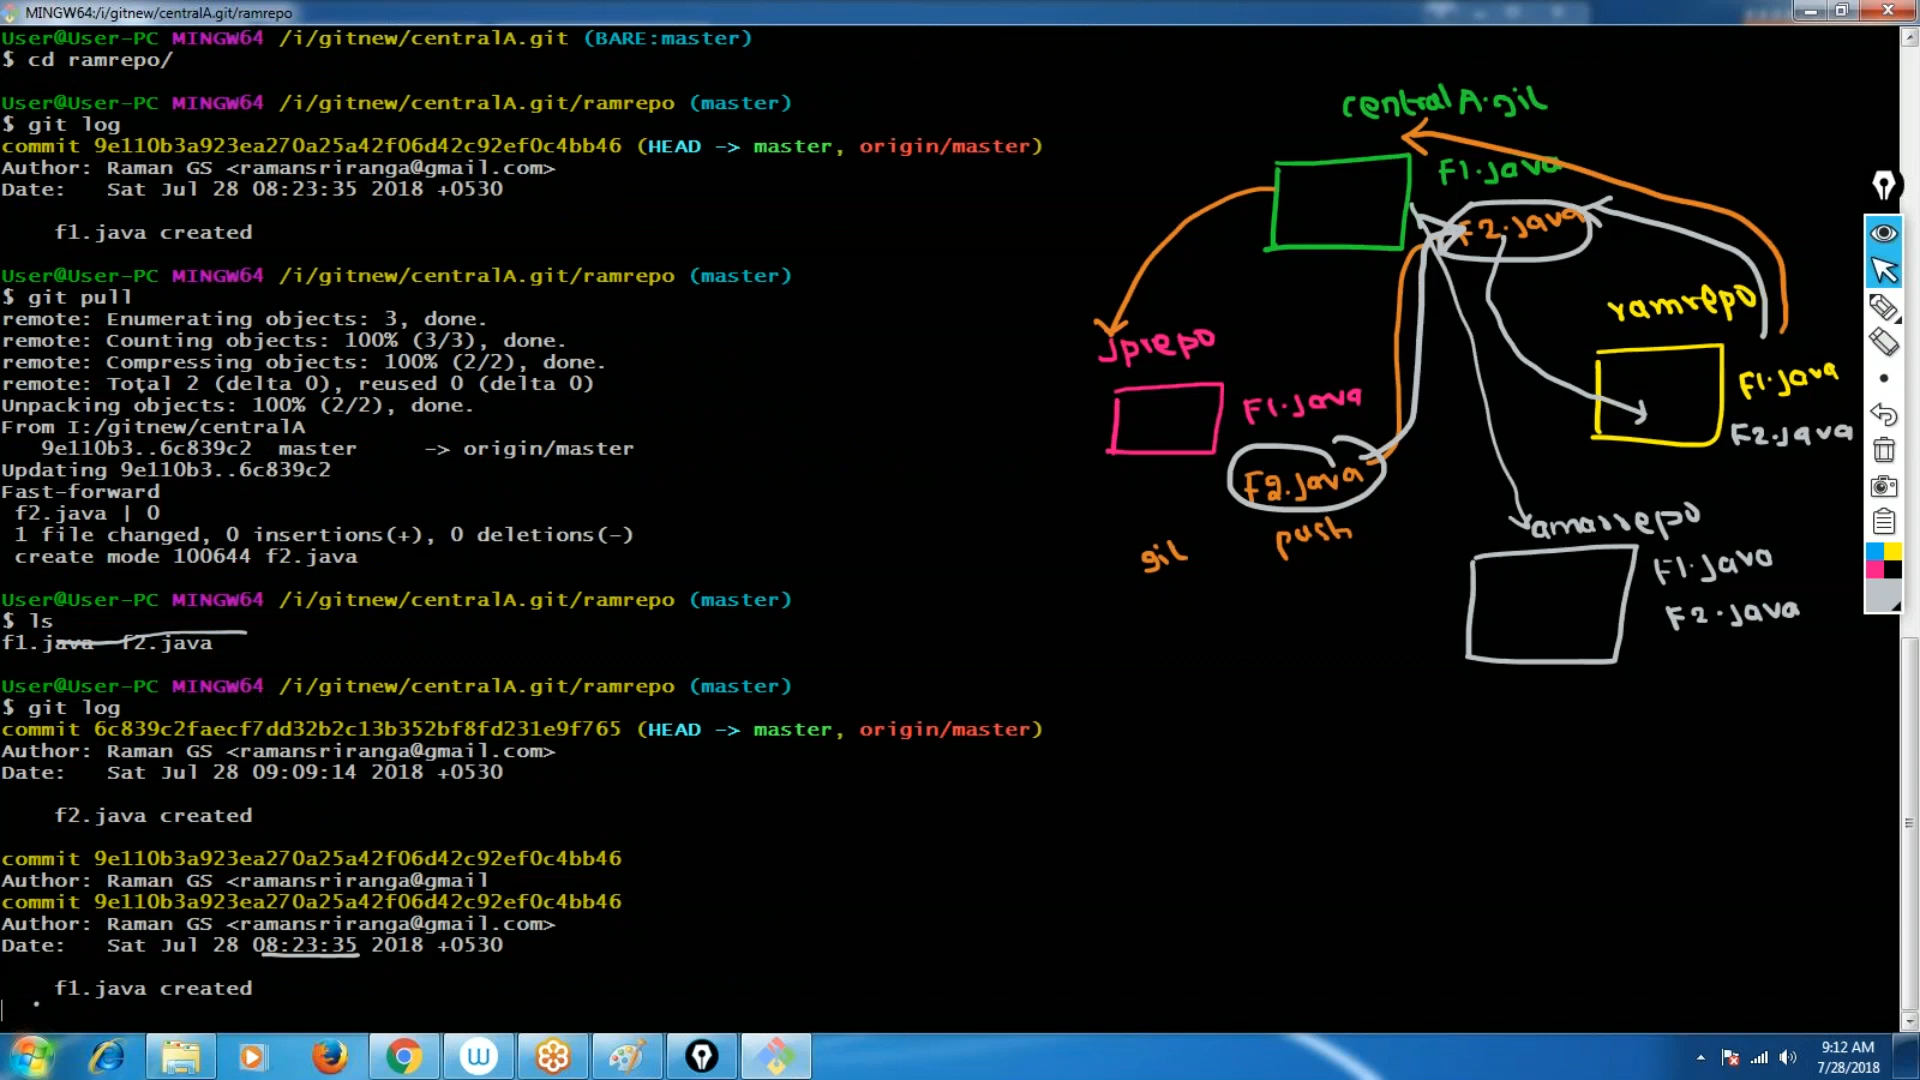 MINGW64:/i/gitnew/centralA.git/ramrepo
User@User-PC MINGW64 /i/gitnew/centralA.git (BARE:master)
$ cd ramrepo/
User@User-PC MINGW64 /i/gitnew/centralA.git/ramrepo (master)
$ git log
commit 9e110b3a923ea270a25a42f06d42c92ef0c4bb46 (HEAD -> master, origin/master)
Author: Raman GS <ramansriranga@gmail.com>
Date:   Sat Jul 28 08:23:35 2018 +0530
f1.java created
User@User-PC MINGW64 /i/gitnew/centralA.git/ramrepo (master)
$ git pull
remote: Enumerating objects: 3, done.
remote: Counting objects: 100% (3/3), done.
remote: Compressing objects: 100% (2/2), done.
remote: Total 2 (delta 0), reused 0 (delta 0)
Unpacking objects: 100% (2/2), done.
From I:/gitnew/centralA
9e110b3..6c839c2  master     -> origin/master
Updating 9e110b3..6c839c2
Fast-forward
f2.java | 0
1 file changed, 0 insertions(+), 0 deletions(-)
create mode 100644 f2.java
User@User-PC MINGW64 /i/gitnew/centralA.git/ramrepo (master)
$ ls
f1.java  f2.java
User@User-PC MINGW64 /i/gitnew/centralA.git/ramrepo (master)
$ git log
commit 6c839c2faecf7dd32b2c13b352bf8fd231e9f765 (HEAD -> master, origin/master)
Author: Raman GS <ramansriranga@gmail.com>
Date:   Sat Jul 28 09:09:14 2018 +0530
f2.java created
commit 9e110b3a923ea270a25a42f06d42c92ef0c4bb46
Author: Raman GS <ramansriranga@gmail
commit 9e110b3a923ea270a25a42f06d42c92ef0c4bb46
Author: Raman GS <ramansriranga@gmail.com>
Date:   Sat Jul 28 08:23:35 2018 +0530
f1.java created
centralA.git
F1.java
F2.java
ramrepo
F1.java
F2.java
jprepo
F1.java
F2.java
git push
amarrepo
F1.java
F2.java
9:12 AM
7/28/2018